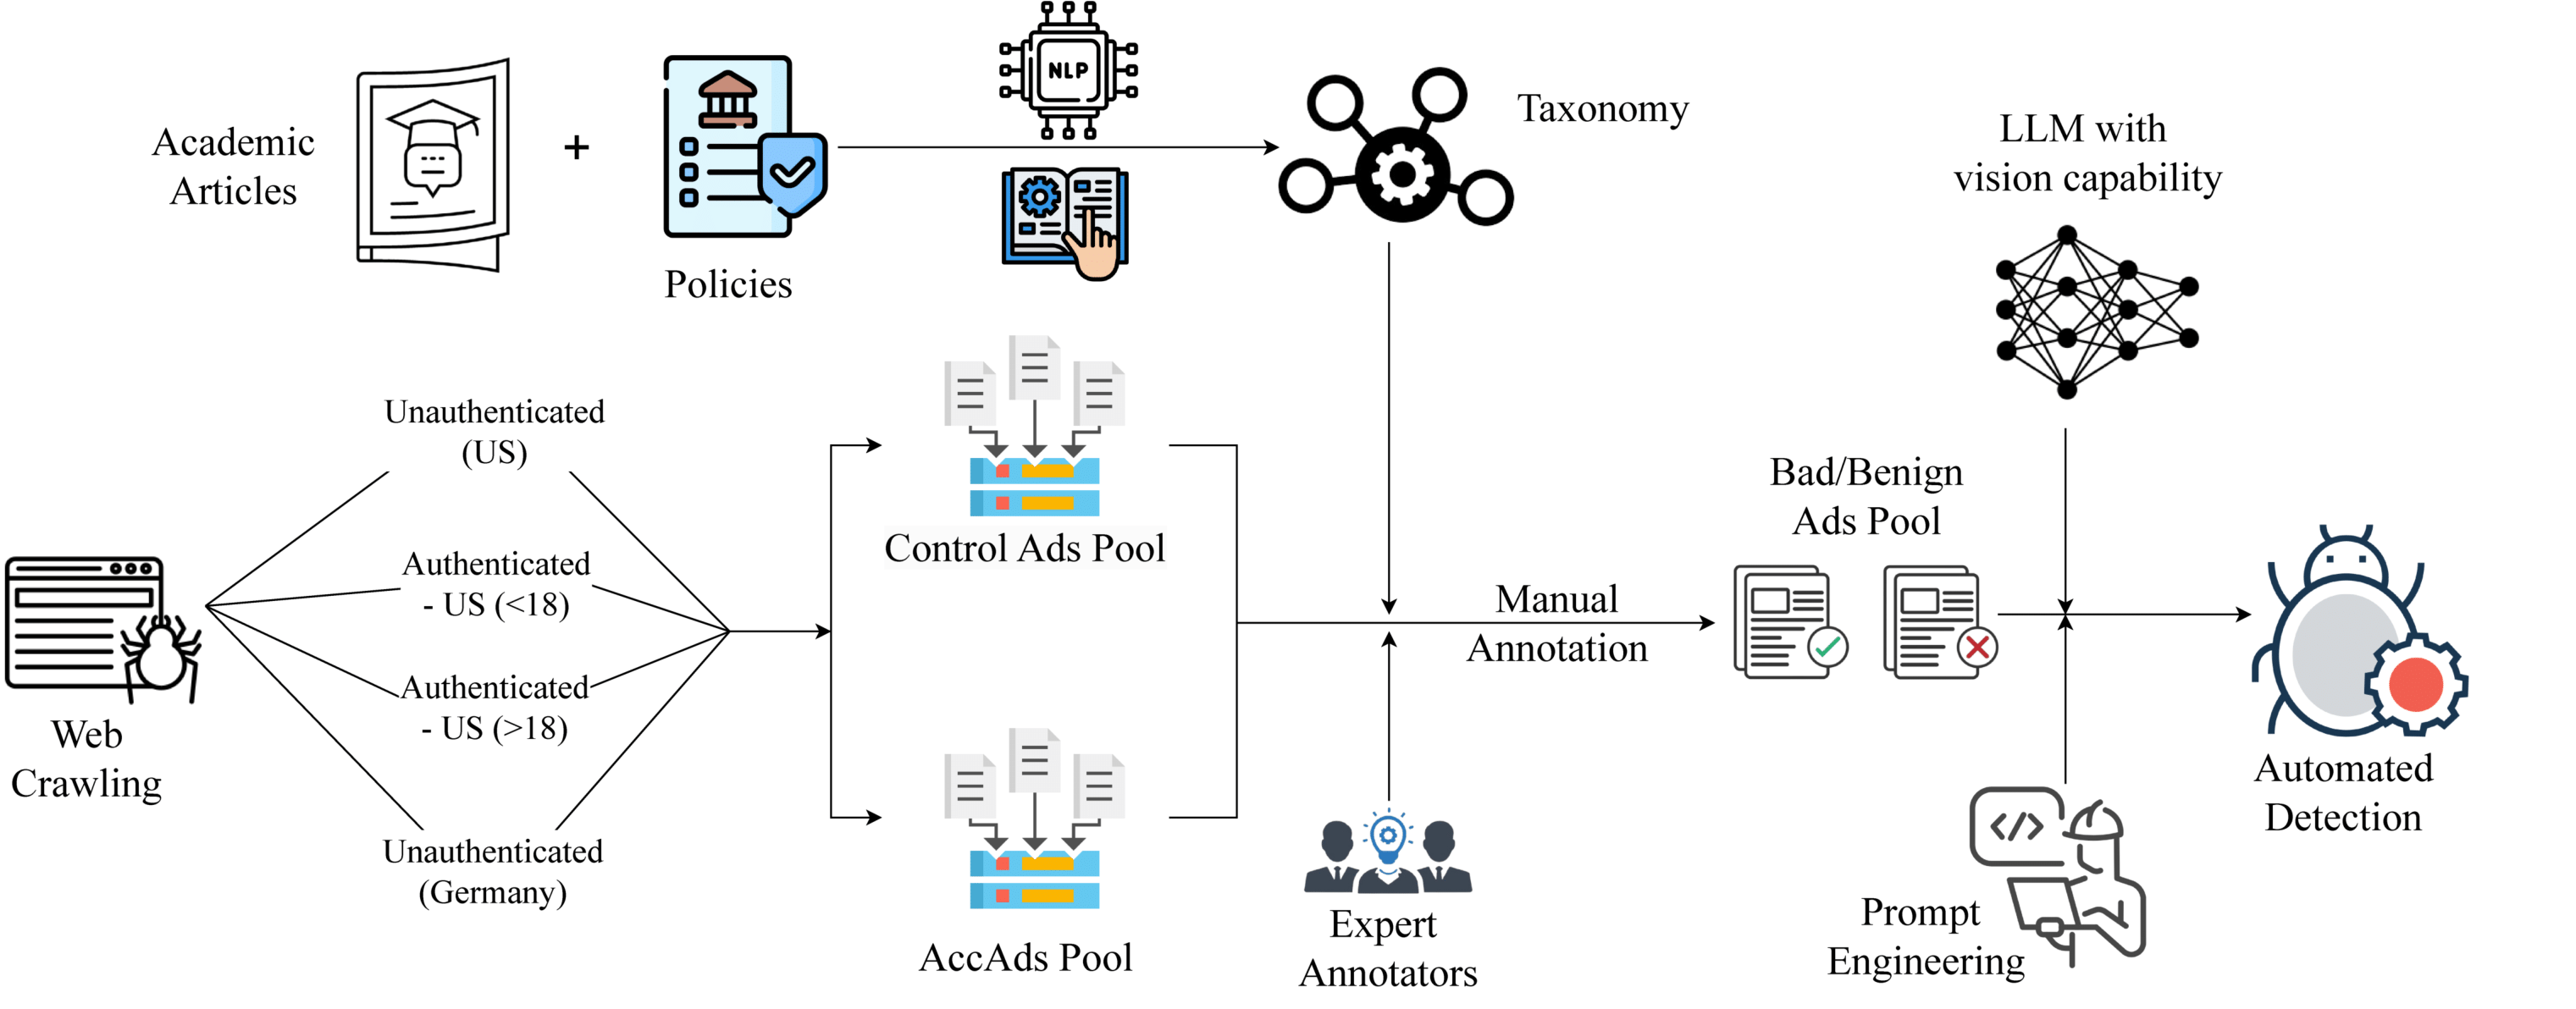 Academic
Articles
+
Policies
NLP
Taxonomy
LLM with
vision capability
Web
Crawling
Unauthenticated
(US)
Authenticated
- US (<18)
Authenticated
- US (>18)
Unauthenticated
(Germany)
Control Ads Pool
AccAds Pool
Manual
Annotation
Expert
Annotators
Bad/Benign
Ads Pool
</>
Prompt
Engineering
Automated
Detection